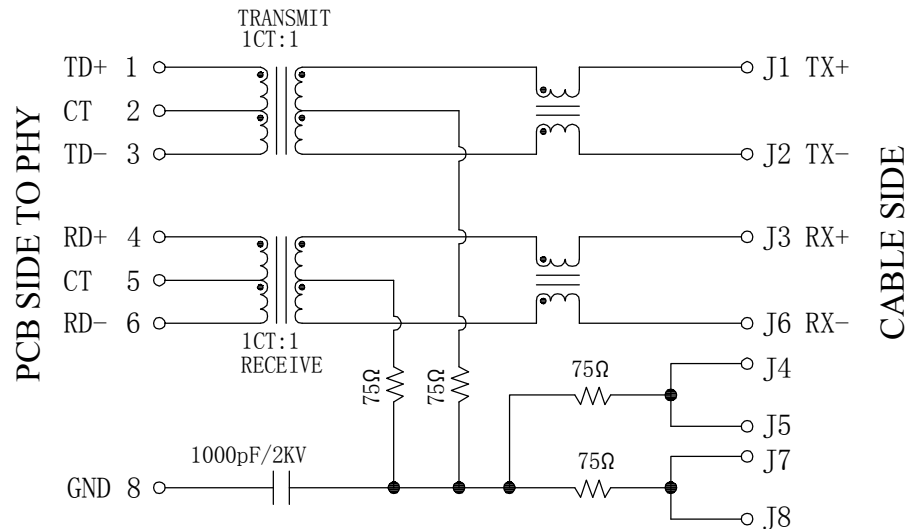 TRANSMIT
1CT:1
TD+ 1
J1 TX+
CT 2
TD- 3
J2 TX-
PCB SIDE TO PHY
CABLE SIDE
RD+ 4
J3 RX+
CT 5
RD- 6
J6 RX-
1CT:1
RECEIVE
75Ω
75Ω
75Ω
J4
J5
1000pF/2KV
75Ω
J7
GND 8
J8